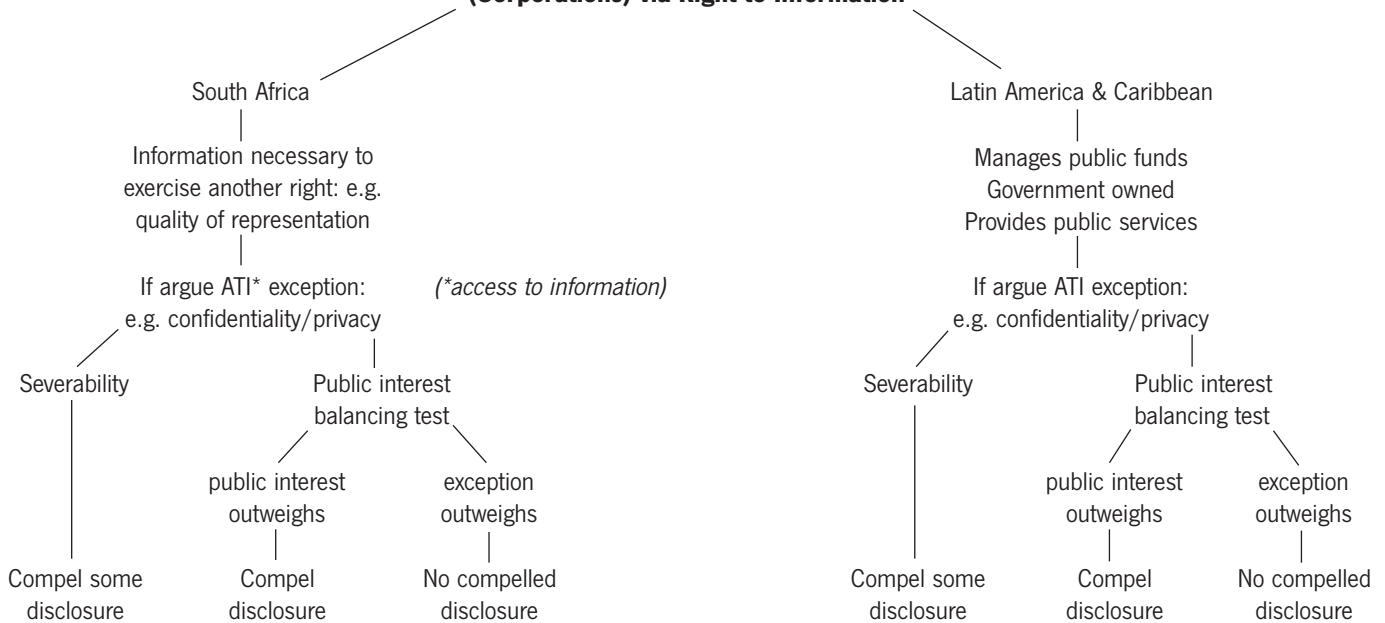 (Corporations) via Right to Information
South Africa
Latin America & Caribbean
Information necessary to
exercise another right: e.g.
quality of representation
Manages public funds
Government owned
Provides public services
If argue ATI* exception:
e.g. confidentiality/privacy
(*access to information)
If argue ATI exception:
e.g. confidentiality/privacy
Severability
Public interest
balancing test
Severability
Public interest
balancing test
public interest
outweighs
exception
outweighs
public interest
outweighs
exception
outweighs
Compel some
disclosure
Compel
disclosure
No compelled
disclosure
Compel some
disclosure
Compel
disclosure
No compelled
disclosure